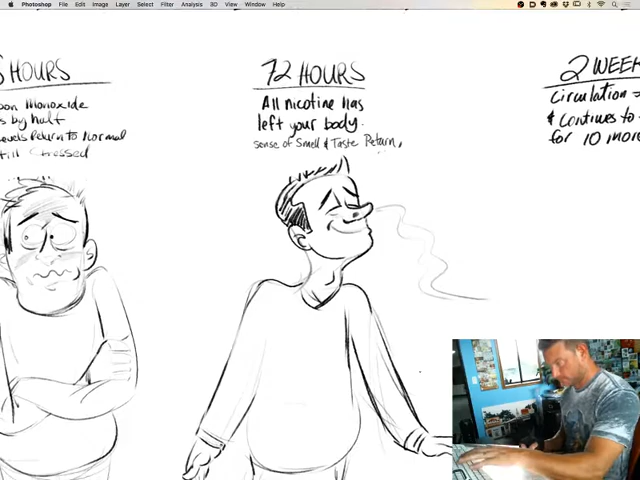 Photoshop File Edit Image Layer Select Filter Analysis 3D View Window Help
HOURS
Monoxide
s by half
Return to Normal
Stressed
72 HOURS
All nicotine has
left your body.
sense of Smell & Taste Return.
2 WEEK
Circulation
& Continues to
for 10 more